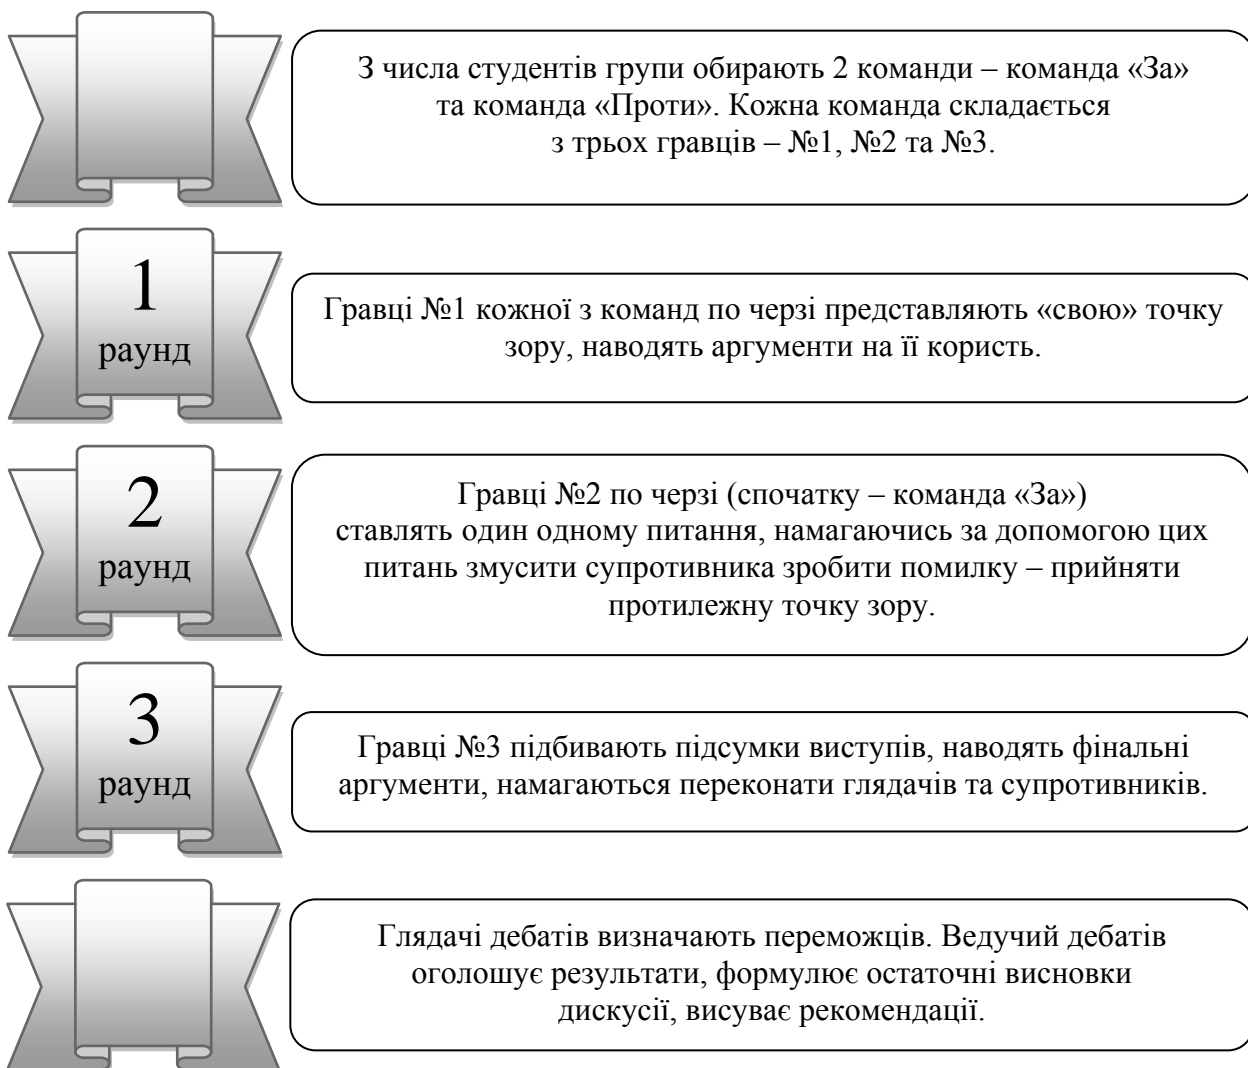 З числа студентів групи обирають 2 команди – команда «За»
та команда «Проти». Кожна команда складається
з трьох гравців – №1, №2 та №3.
1
раунд
Гравці №1 кожної з команд по черзі представляють «свою» точку
зору, наводять аргументи на її користь.
2
раунд
Гравці №2 по черзі (спочатку – команда «За»)
ставлять один одному питання, намагаючись за допомогою цих
питань змусити супротивника зробити помилку – прийняти
протилежну точку зору.
3
раунд
Гравці №3 підбивають підсумки виступів, наводять фінальні
аргументи, намагаються переконати глядачів та супротивників.
Глядачі дебатів визначають переможців. Ведучий дебатів
оголошує результати, формулює остаточні висновки
дискусії, висуває рекомендації.